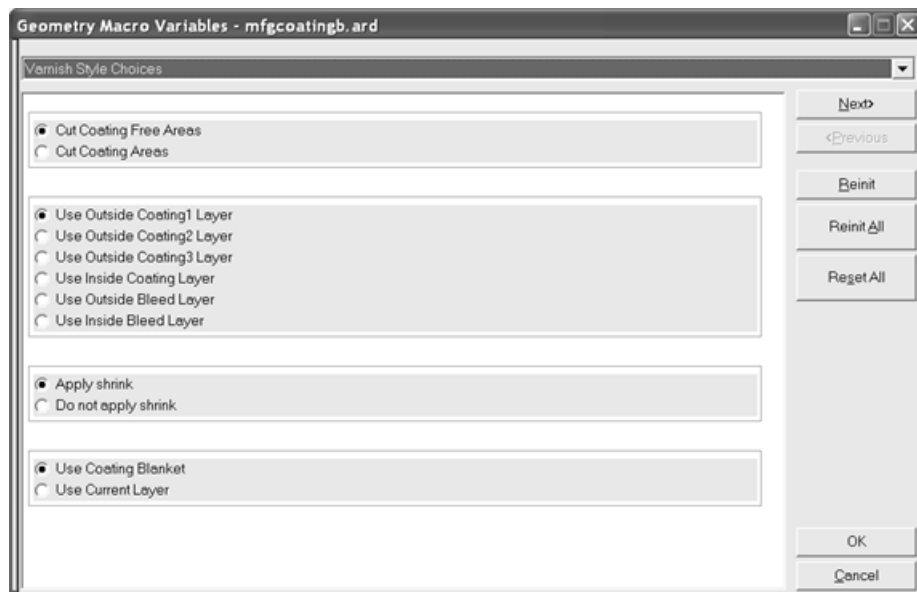 Geometry Macro Variables - mfgcoatingb.ard
Varnish Style Choices
Cut Coating Free Areas
Cut Coating Areas
Use Outside Coating1 Layer
Use Outside Coating2 Layer
Use Outside Coating3 Layer
Use Inside Coating Layer
Use Outside Bleed Layer
Use Inside Bleed Layer
Apply shrink
Do not apply shrink
Use Coating Blanket
Use Current Layer
Next>
<Previous
Reinit
Reinit All
Reset All
OK
Cancel